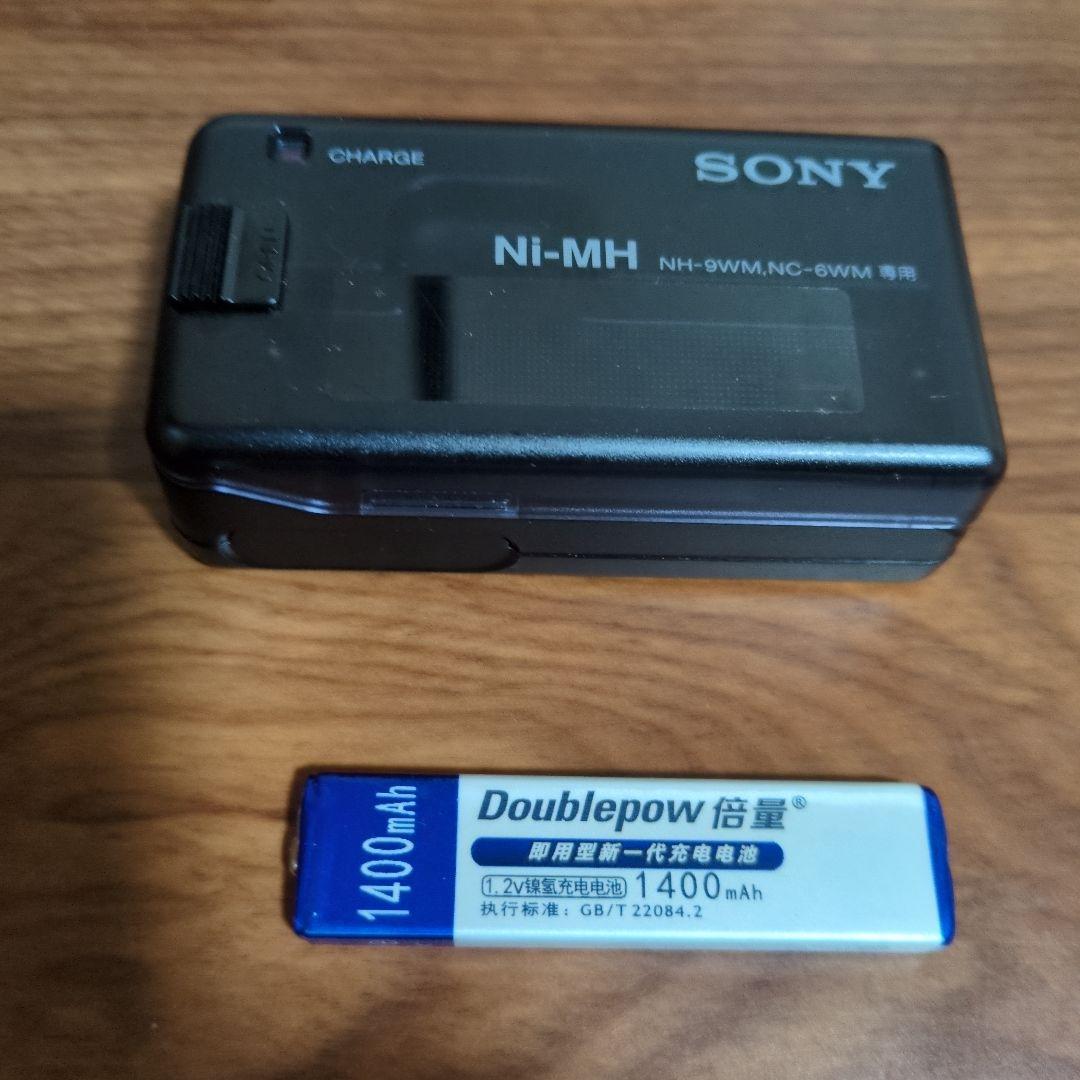 CHARGE
SONY
Ni-MH NH-9WM,NC-6WM 専用
1400mAh
Doublepow 倍量®
即用型新一代充电电池
1.2V镍氢充电电池 1400mAh
执行标准：GB/T 22084.2